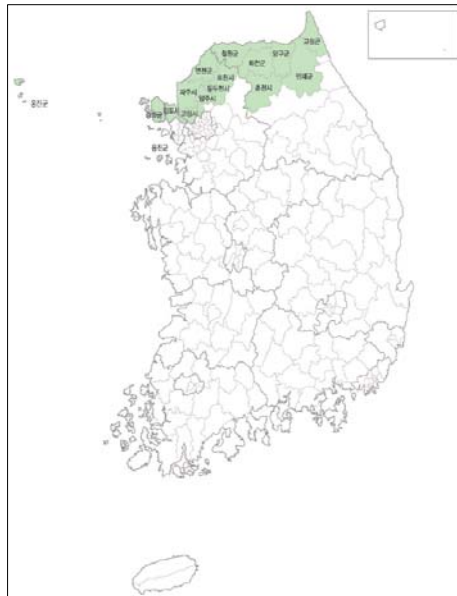 고성군
철원군
양구군
화천군
연천군
인제군
포천시
파주시
동두천시
춘천시
양주시
옹진군
강화군
김포시
고양시
옹진군